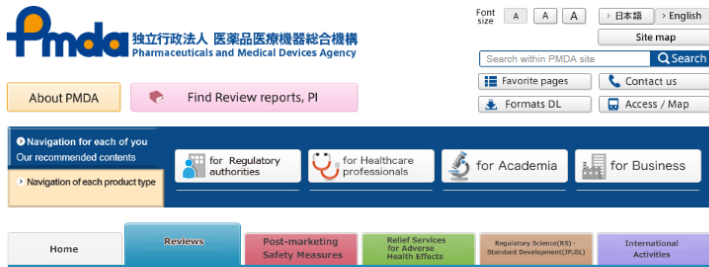 Font
size
A
A
A
日本語
English
Pmda
独立行政法人 医薬品医療機器総合機構
Pharmaceuticals and Medical Devices Agency
Site map
Search within PMDA site
Search
Favorite pages
Contact us
Formats DL
Access / Map
About PMDA
Find Review reports, PI
Navigation for each of you
Our recommended contents
Navigation of each product type
for Regulatory
authorities
for Healthcare
professionals
for Academia
for Business
Home
Reviews
Post-marketing
Safety Measures
Relief Services
for Adverse
Health Effects
Regulatory Science(RS)・
Standard Development(JP,GL)
International
Activities